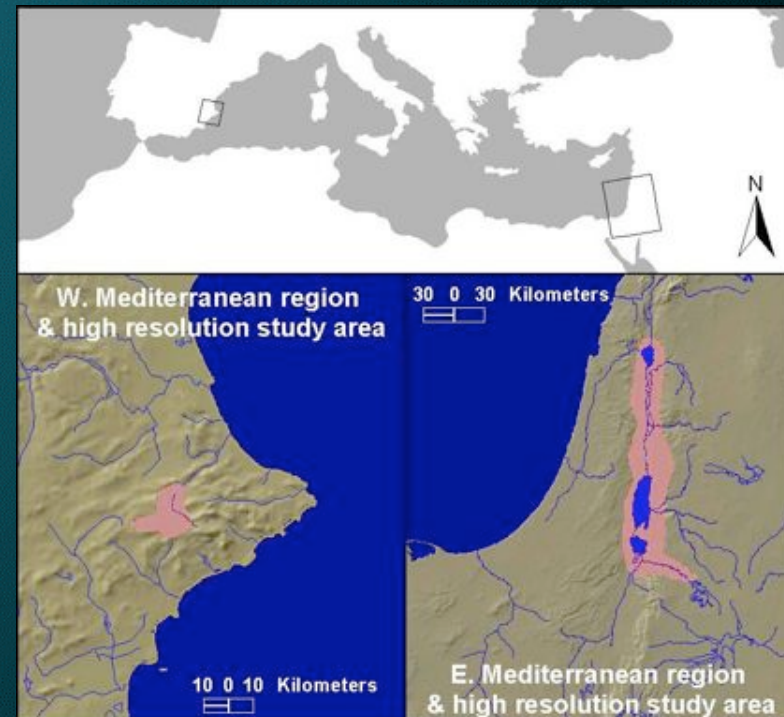 N
W. Mediterranean region
& high resolution study area
30 0 30 Kilometers
10 0 10 Kilometers
E. Mediterranean region
& high resolution study area